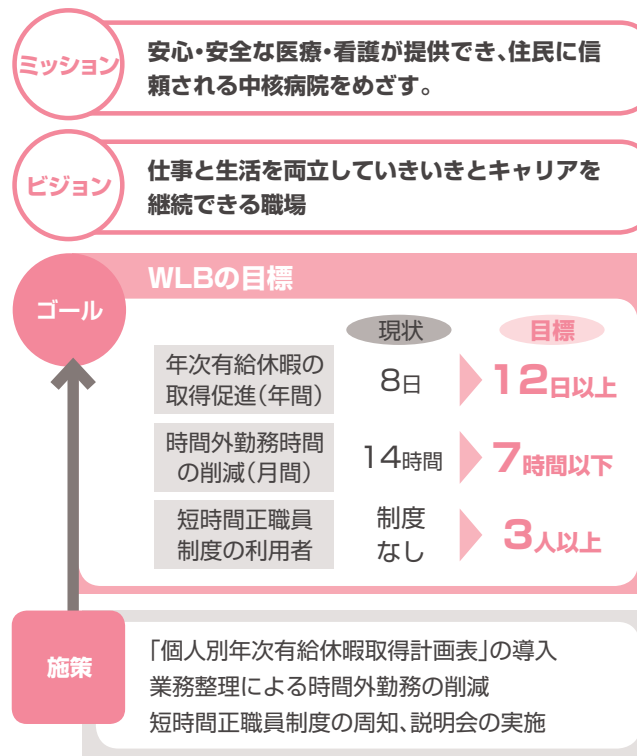 ミッション
安心・安全な医療・看護が提供でき、住民に信
頼される中核病院をめざす。
ビジョン
仕事と生活を両立していきいきとキャリアを
継続できる職場
ゴール
WLBの目標
現状 目標
年次有給休暇の
取得促進(年間)
8日 12日以上
時間外勤務時間
の削減(月間)
14時間 7時間以下
短時間正職員
制度の利用者
制度
なし
3人以上
施策
「個人別年次有給休暇取得計画表」の導入
業務整理による時間外勤務の削減
短時間正職員制度の周知、説明会の実施